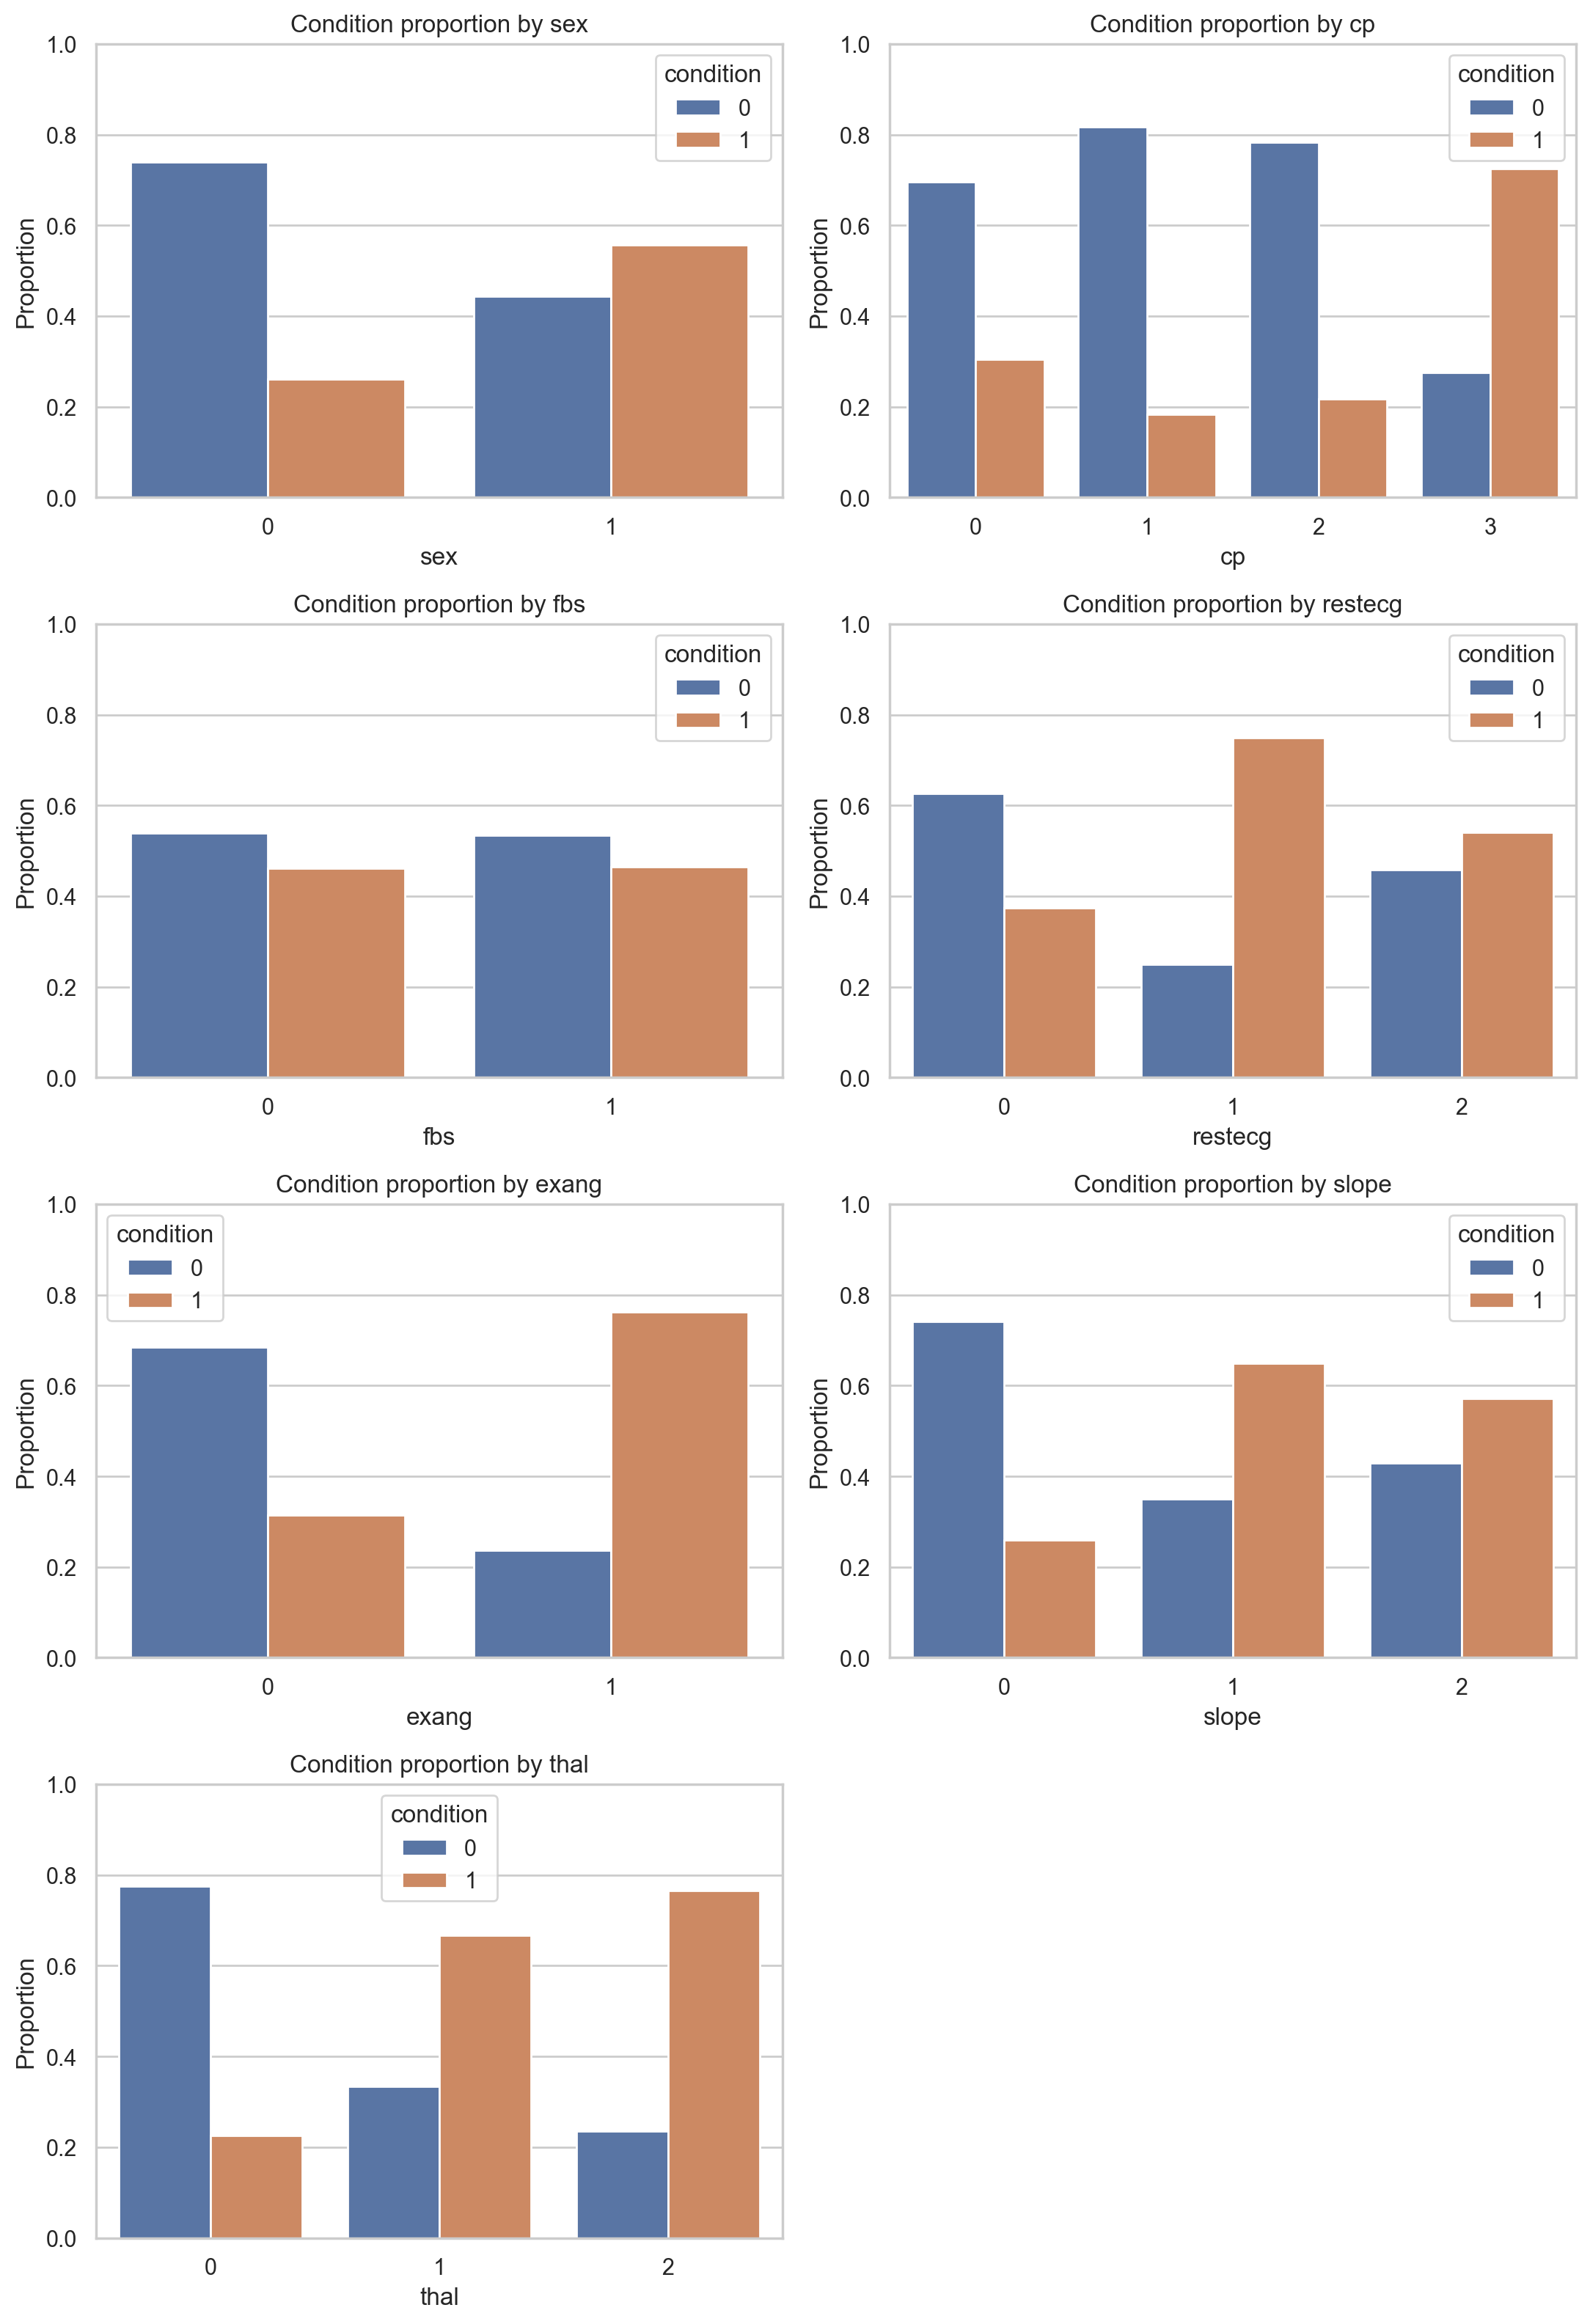 Condition proportion by sex
1.0
0.8
0.6
0.4
0.2
0.0
Proportion
condition
0
1
0
1
sex
Condition proportion by cp
1.0
0.8
0.6
0.4
0.2
0.0
Proportion
condition
0
1
0
1
2
3
cp
Condition proportion by fbs
1.0
0.8
0.6
0.4
0.2
0.0
Proportion
condition
0
1
0
1
fbs
Condition proportion by restecg
1.0
0.8
0.6
0.4
0.2
0.0
Proportion
condition
0
1
0
1
2
restecg
Condition proportion by exang
1.0
0.8
0.6
0.4
0.2
0.0
Proportion
condition
0
1
0
1
exang
Condition proportion by slope
1.0
0.8
0.6
0.4
0.2
0.0
Proportion
condition
0
1
0
1
2
slope
Condition proportion by thal
1.0
0.8
0.6
0.4
0.2
0.0
Proportion
condition
0
1
0
1
2
thal